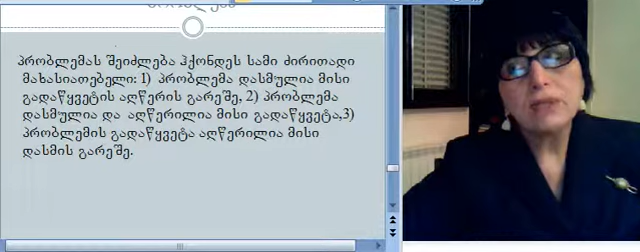 პრობლემას შეიძლება ჰქონდეს სამი ძირითადი
მახასიათებელი: 1) პრობლემა დასმულია მისი
გადაწყვეტის აღწერის გარეშე, 2) პრობლემა
დასმულია და აღწერილია მისი გადაწყვეტა,3)
პრობლემის გადაწყვეტა აღწერილია მისი
დასმის გარეშე.